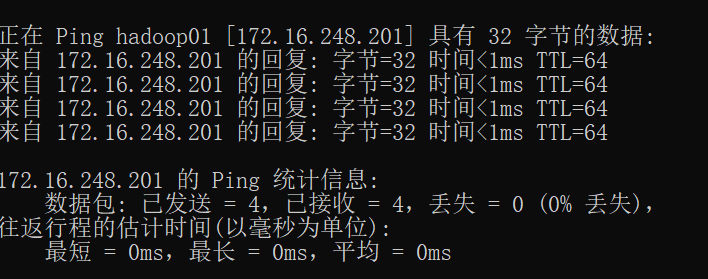 正在 Ping hadoop01 [172.16.248.201] 具有 32 字节的数据:
来自 172.16.248.201 的回复: 字节=32 时间<1ms TTL=64
来自 172.16.248.201 的回复: 字节=32 时间<1ms TTL=64
来自 172.16.248.201 的回复: 字节=32 时间<1ms TTL=64
来自 172.16.248.201 的回复: 字节=32 时间<1ms TTL=64
172.16.248.201 的 Ping 统计信息:
数据包: 已发送 = 4，已接收 = 4，丢失 = 0 (0% 丢失)，
往返行程的估计时间(以毫秒为单位):
最短 = 0ms，最长 = 0ms，平均 = 0ms